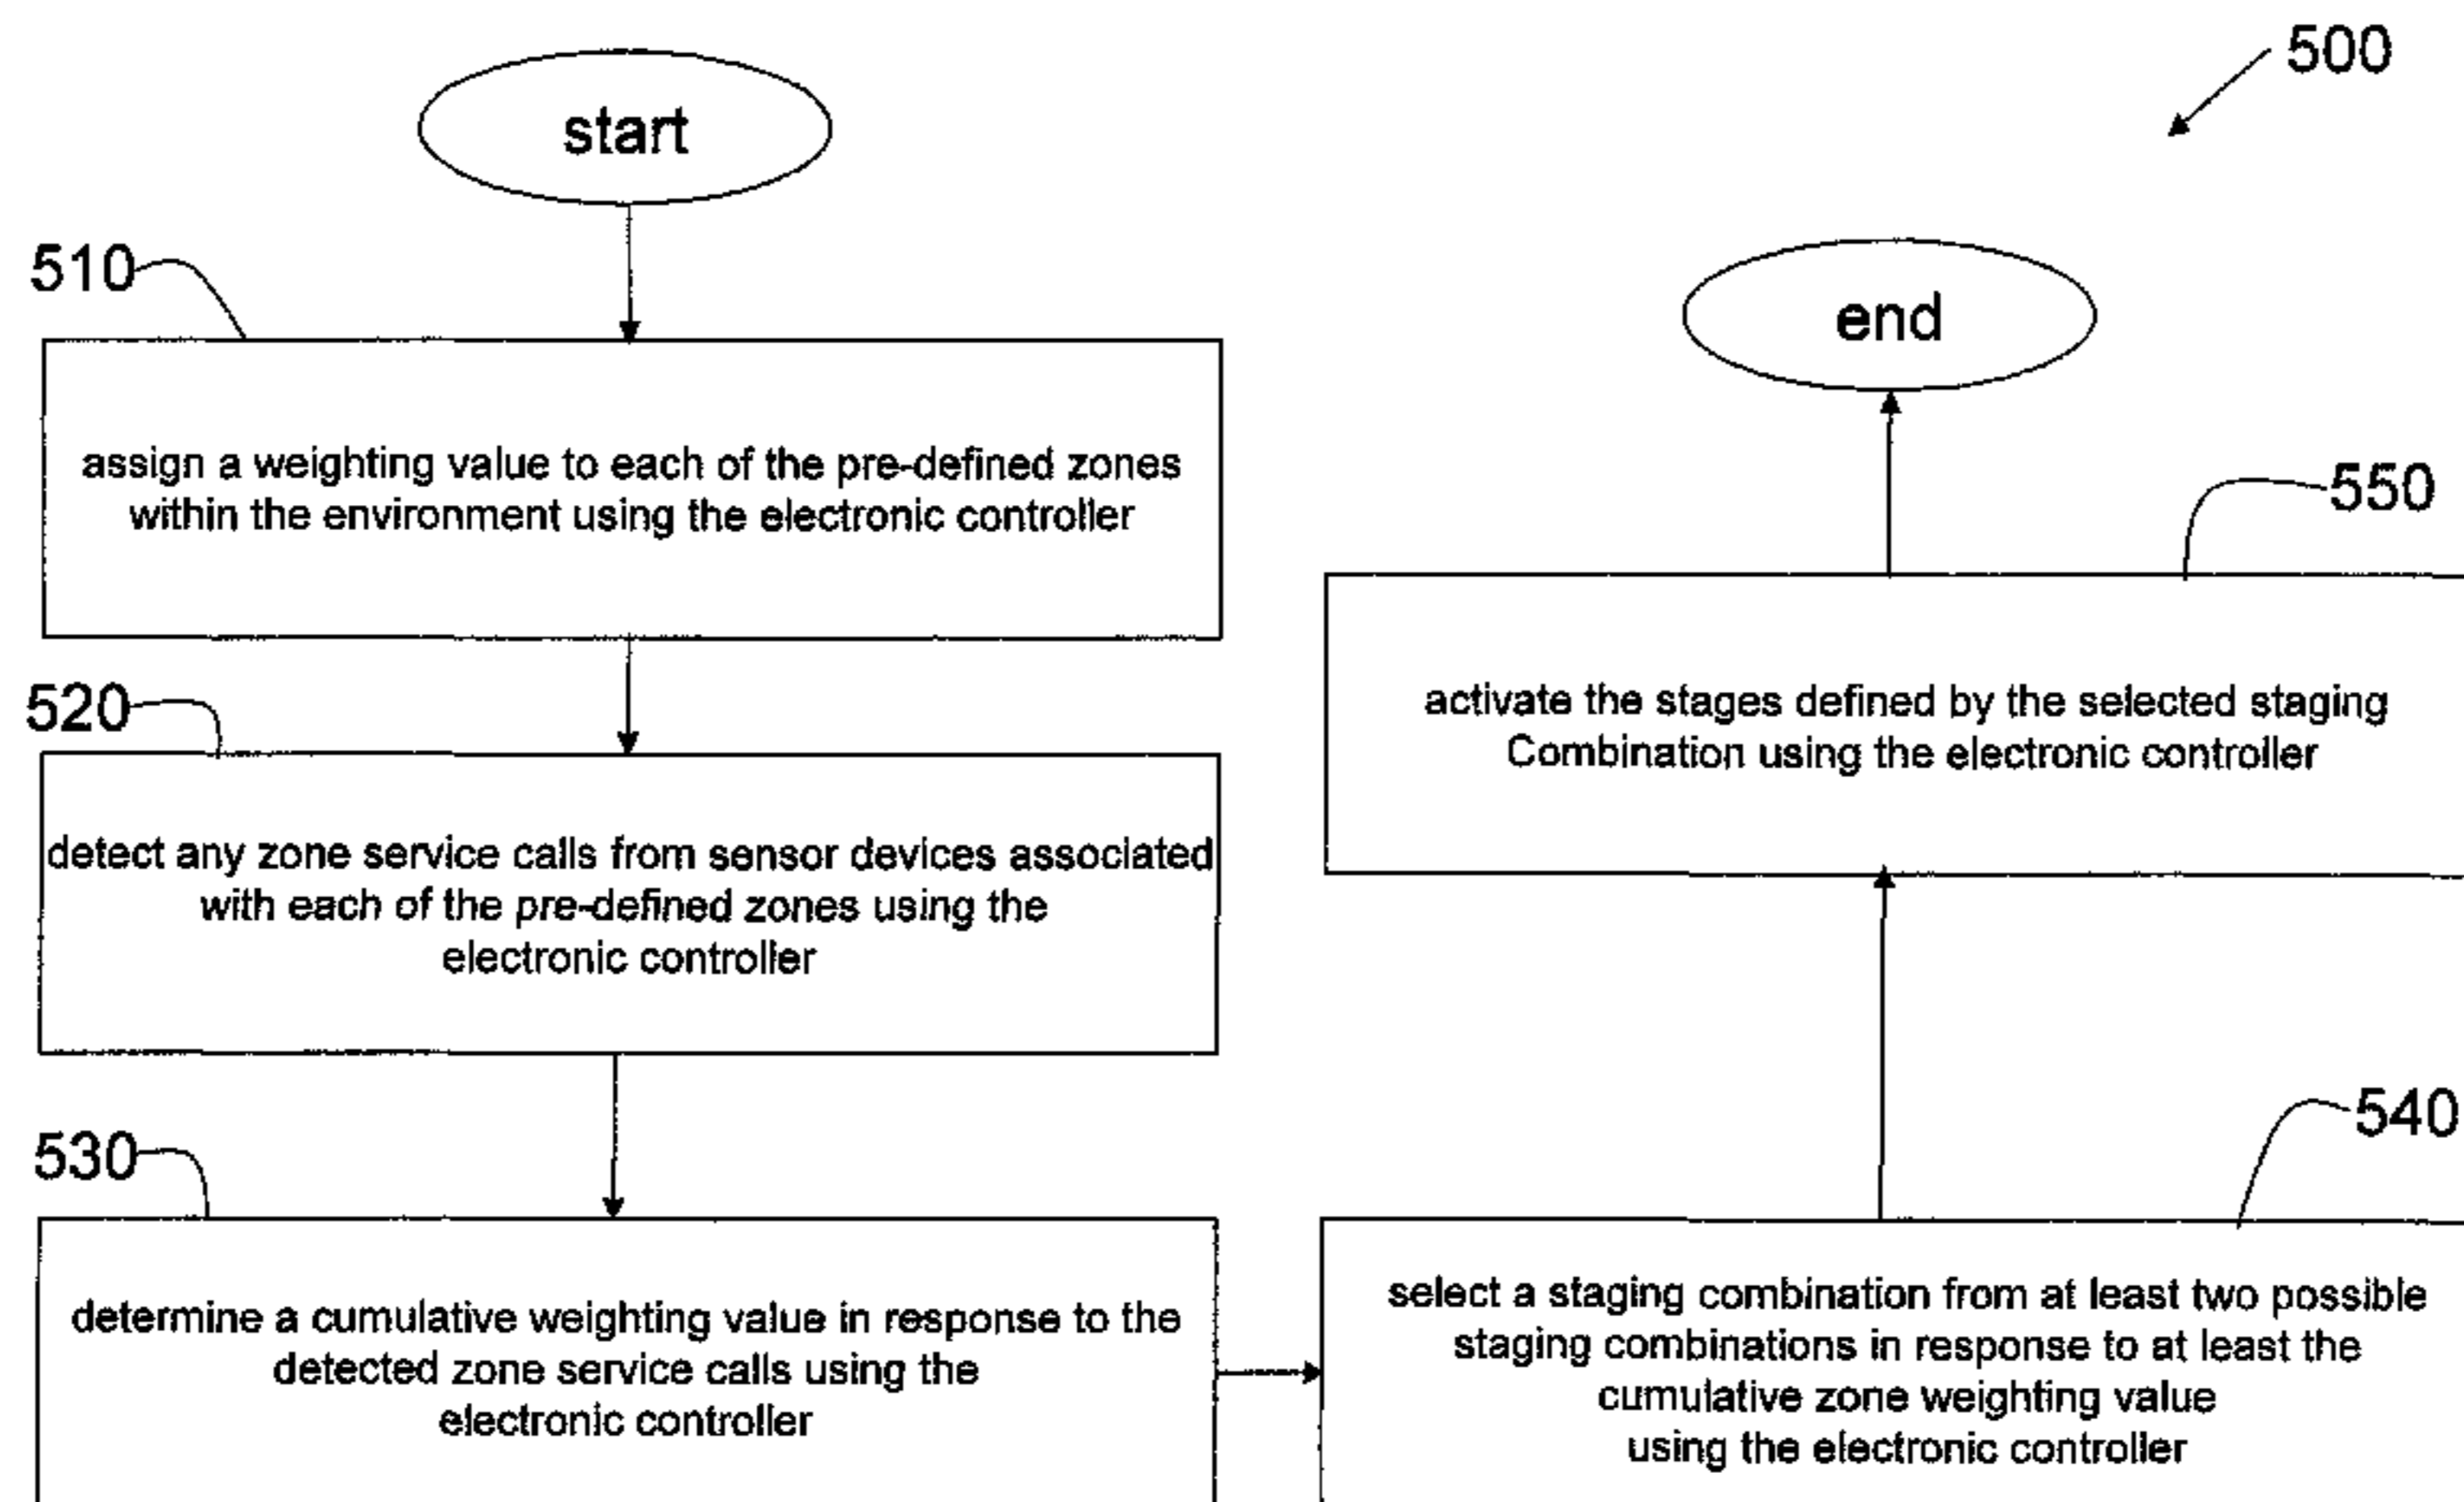 500
start
510
assign a weighting value to each of the pre-defined zones
within the environment using the electronic controller
520
detect any zone service calls from sensor devices associated
with each of the pre-defined zones using the
electronic controller
530
determine a cumulative weighting value in response to the
detected zone service calls using the
electronic controller
540
select a staging combination from at least two possible
staging combinations in response to at least the
cumulative zone weighting value
using the electronic controller
550
activate the stages defined by the selected staging
Combination using the electronic controller
end